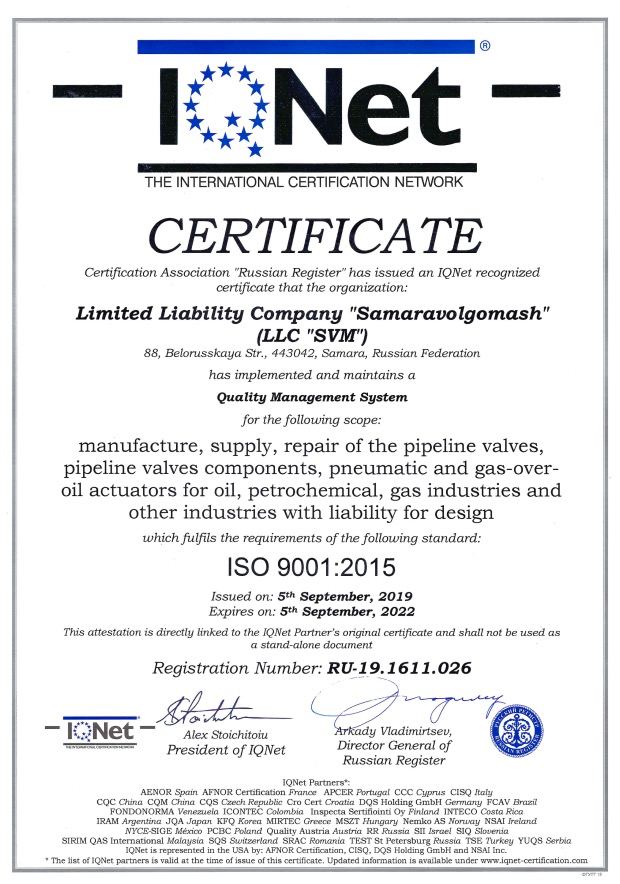 IQNet ®
THE INTERNATIONAL CERTIFICATION NETWORK
CERTIFICATE
Certification Association "Russian Register" has issued an IQNet recognized
certificate that the organization:
Limited Liability Company "Samaravolgomash"
(LLC "SVM")
88, Belorusskaya Str., 443042, Samara, Russian Federation
has implemented and maintains a
Quality Management System
for the following scope:
manufacture, supply, repair of the pipeline valves,
pipeline valves components, pneumatic and gas-over-
oil actuators for oil, petrochemical, gas industries and
other industries with liability for design
which fulfils the requirements of the following standard:
ISO 9001:2015
Issued on: 5th September, 2019
Expires on: 5th September, 2022
This attestation is directly linked to the IQNet Partner's original certificate and shall not be used as
a stand-alone document
Registration Number: RU-19.1611.026
IQNet
THE INTERNATIONAL CERTIFICATION NETWORK
Alex Stoichitoiu
President of IQNet
Arkady Vladimirtsev,
Director General of
Russian Register
РУССКИЙ РЕГИСТР
RUSSIAN REGISTER
IQNet Partners*:
AENOR Spain AFNOR Certification France APCER Portugal CCC Cyprus CISQ Italy
CQC China CQM China CQS Czech Republic Cro Cert Croatia DQS Holding GmbH Germany FCAV Brazil
FONDONORMA Venezuela ICONTEC Colombia Inspecta Sertifiointi Oy Finland INTECO Costa Rica
IRAM Argentina JQA Japan KFQ Korea MIRTEC Greece MSZT Hungary Nemko AS Norway NSAI Ireland
NYCE-SIGE México PCBC Poland Quality Austria Austria RR Russia SII Israel SIQ Slovenia
SIRIM QAS International Malaysia SQS Switzerland SRAC Romania TEST St Petersburg Russia TSE Turkey YUQS Serbia
IQNet is represented in the USA by: AFNOR Certification, CISQ, DQS Holding GmbH and NSAI Inc.
* The list of IQNet partners is valid at the time of issue of this certificate. Updated information is available under www.iqnet-certification.com